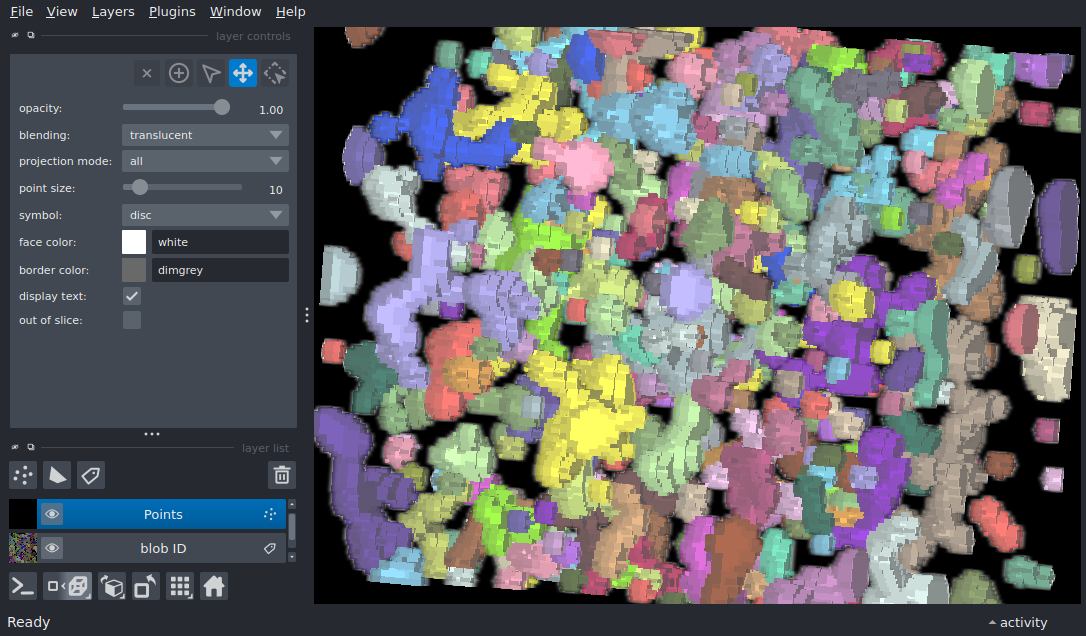 File View Layers Plugins Window Help
layer controls
opacity: 1.00
blending: translucent
projection mode: all
point size: 10
symbol: disc
face color: white
border color: dimgrey
display text:
out of slice:
layer list
Points
blob ID
Ready
activity